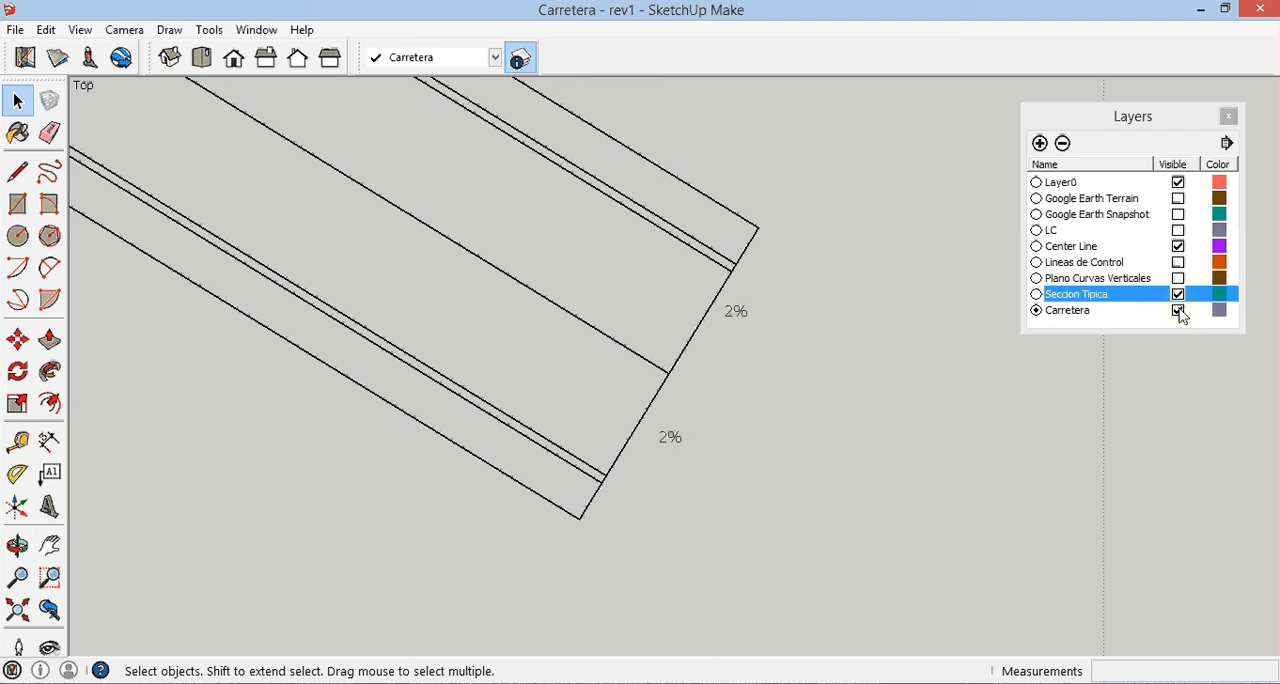 Carretera - rev1 - SketchUp Make
File Edit View Camera Draw Tools Window Help
Carretera
Top
Layers
Name Visible Color
Layer0
Google Earth Terrain
Google Earth Snapshot
LC
Center Line
Lineas de Control
Plano Curvas Verticales
Seccion Tipica
Carretera
2%
2%
A1
Select objects. Shift to extend select. Drag mouse to select multiple.
Measurements